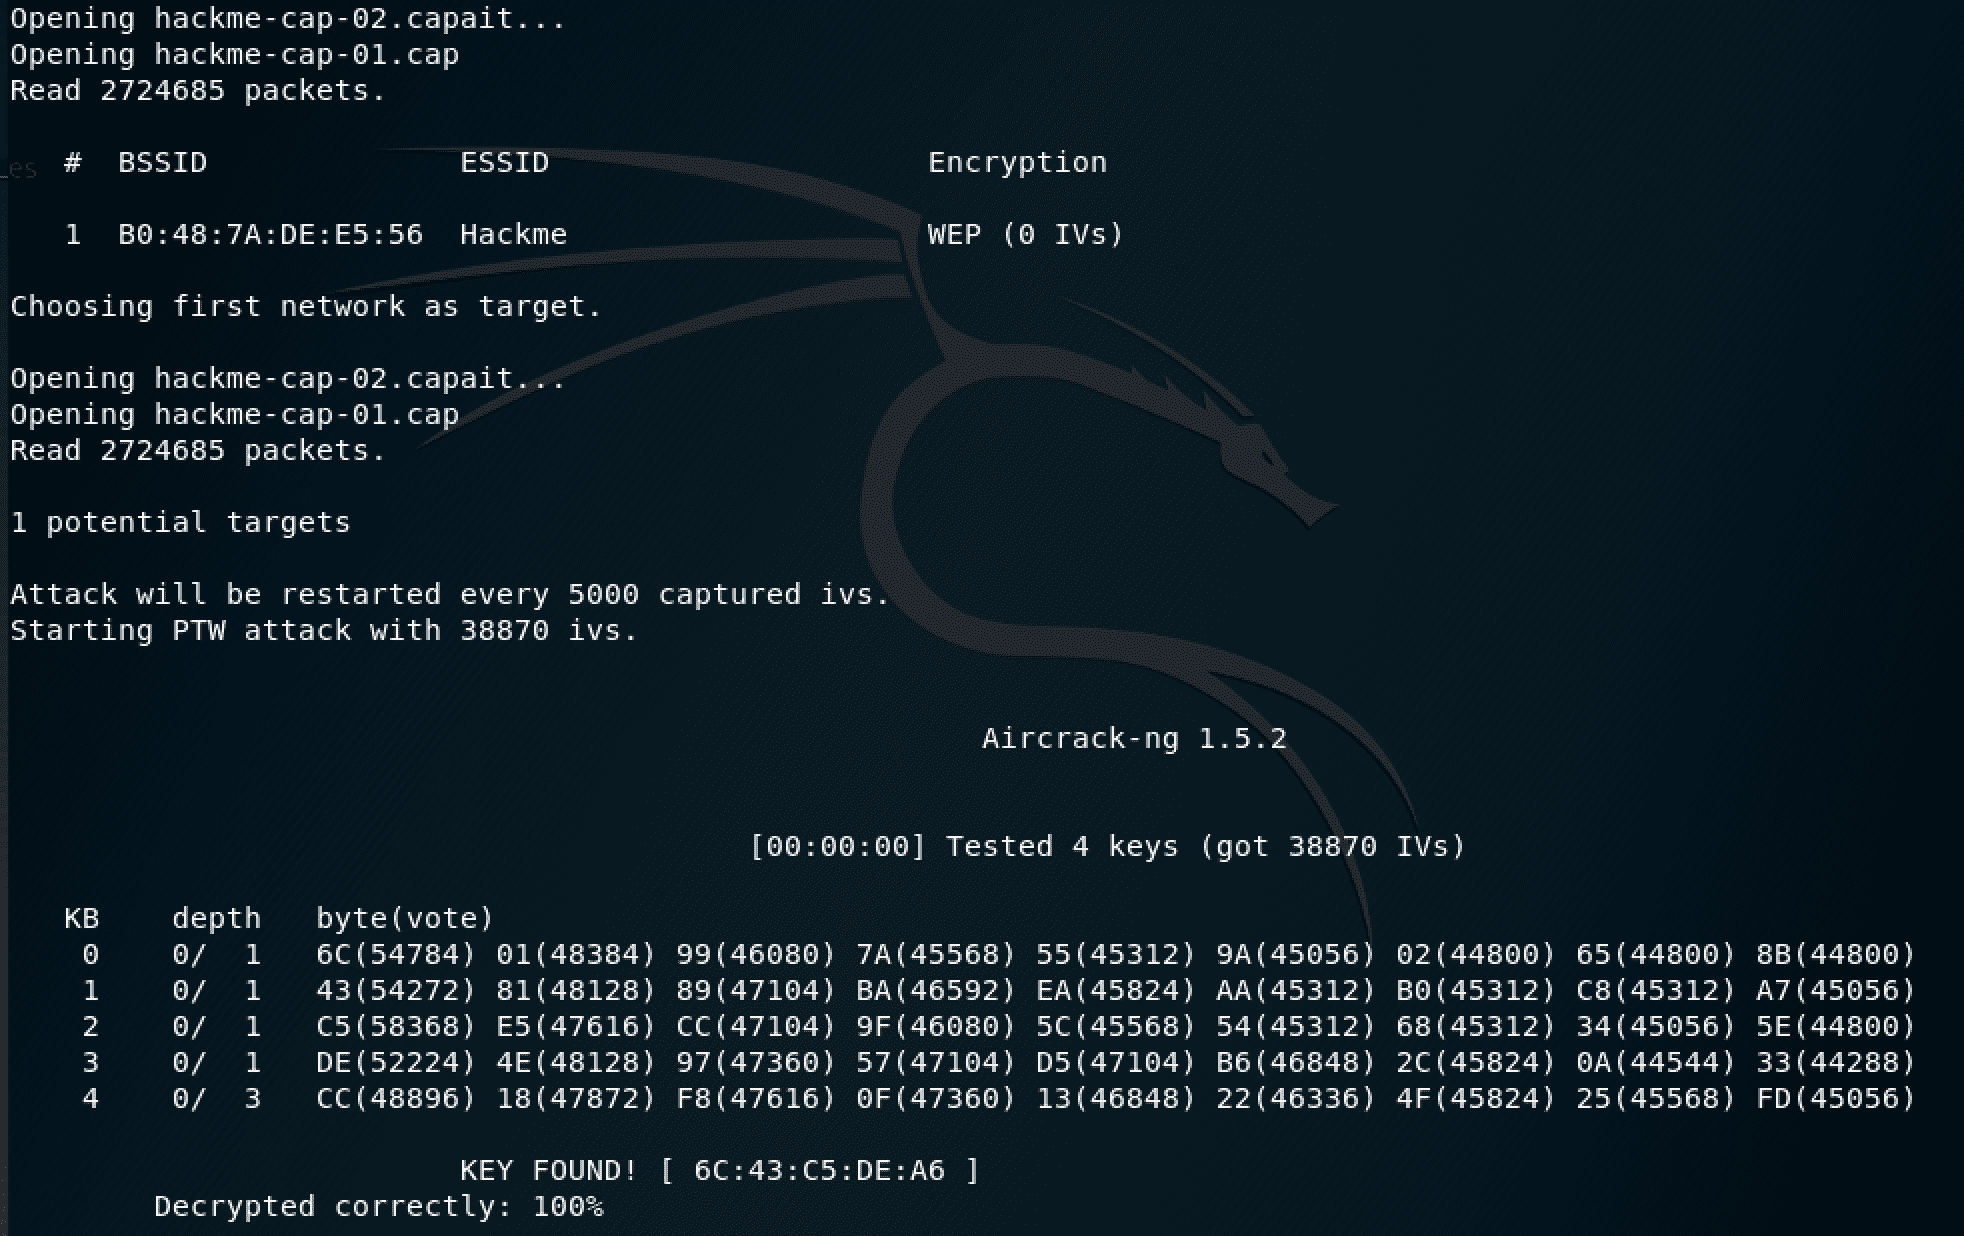 Opening hackme-cap-02.capait...
Opening hackme-cap-01.cap
Read 2724685 packets.
# BSSID ESSID Encryption
1 B0:48:7A:DE:E5:56 Hackme WEP (0 IVs)
Choosing first network as target.
Opening hackme-cap-02.capait...
Opening hackme-cap-01.cap
Read 2724685 packets.
1 potential targets
Attack will be restarted every 5000 captured ivs.
Starting PTW attack with 38870 ivs.
Aircrack-ng 1.5.2
[00:00:00] Tested 4 keys (got 38870 IVs)
KB depth byte(vote)
0 0/ 1 6C(54784) 01(48384) 99(46080) 7A(45568) 55(45312) 9A(45056) 02(44800) 65(44800) 8B(44800)
1 0/ 1 43(54272) 81(48128) 89(47104) BA(46592) EA(45824) AA(45312) B0(45312) C8(45312) A7(45056)
2 0/ 1 C5(58368) E5(47616) CC(47104) 9F(46080) 5C(45568) 54(45312) 68(45312) 34(45056) 5E(44800)
3 0/ 1 DE(52224) 4E(48128) 97(47360) 57(47104) D5(47104) B6(46848) 2C(45824) 0A(44544) 33(44288)
4 0/ 3 CC(48896) 18(47872) F8(47616) 0F(47360) 13(46848) 22(46336) 4F(45824) 25(45568) FD(45056)
KEY FOUND! [ 6C:43:C5:DE:A6 ]
Decrypted correctly: 100%